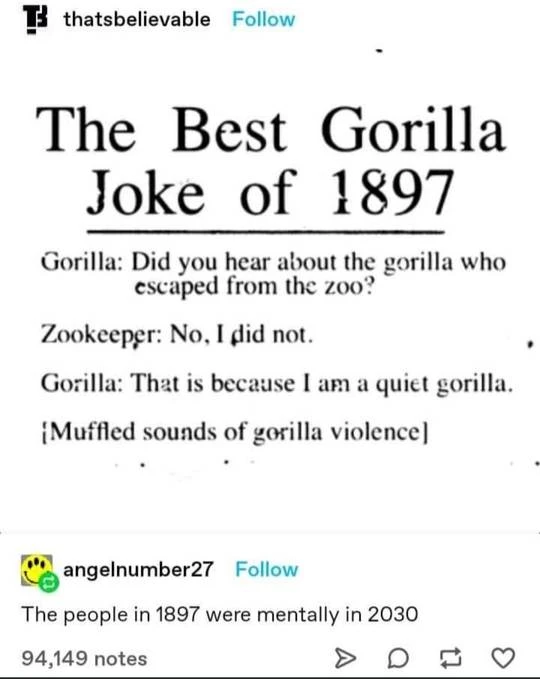 thatsbelievable Follow
The Best Gorilla
Joke of 1897
Gorilla: Did you hear about the gorilla who
escaped from the zoo?
Zookeeper: No, I did not.
Gorilla: That is because I am a quiet gorilla.
[Muffled sounds of gorilla violence]
angelnumber27 Follow
The people in 1897 were mentally in 2030
94,149 notes